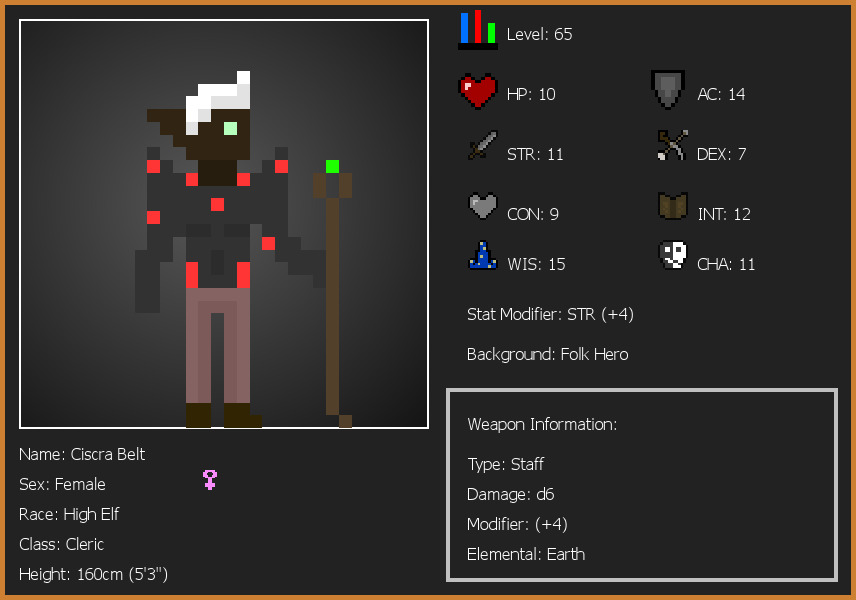 Level: 65
HP: 10
AC: 14
STR: 11
DEX: 7
CON: 9
INT: 12
WIS: 15
CHA: 11
Stat Modifier: STR (+4)
Background: Folk Hero
Weapon Information:
Type: Staff
Damage: d6
Modifier: (+4)
Elemental: Earth
Name: Ciscra Belt
Sex: Female
Race: High Elf
Class: Cleric
Height: 160cm (5'3")